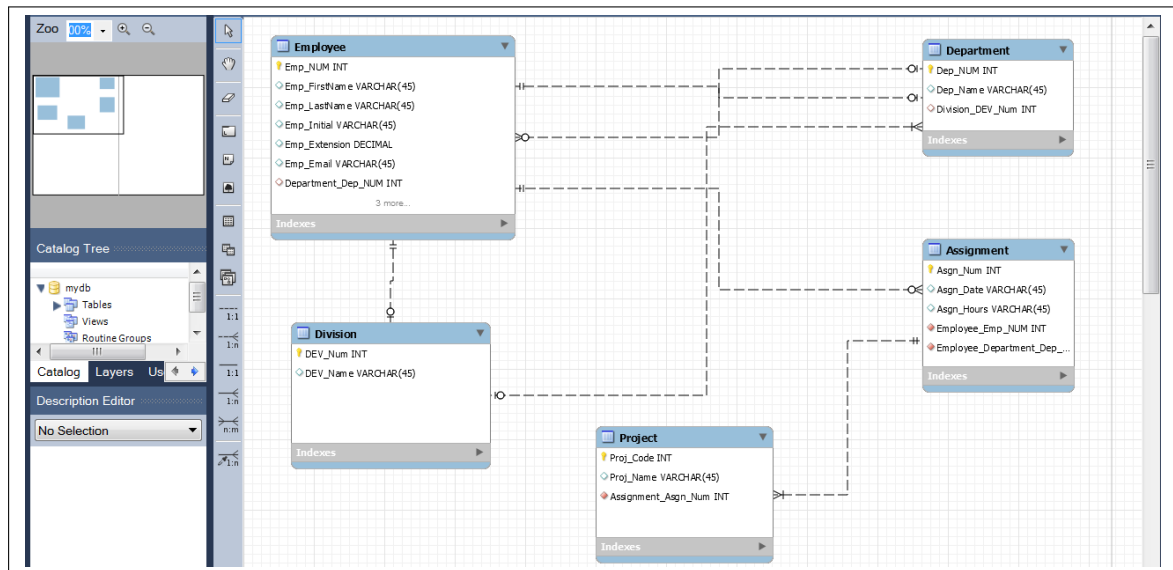 Zoo 00%
Catalog Tree
mydb
Tables
Views
Routine Groups
Catalog Layers Us
Description Editor
No Selection
1:1
1:n
1:1
1:n
n:m
1:n
Employee
Emp_NUM INT
Emp_FirstName VARCHAR(45)
Emp_LastName VARCHAR(45)
Emp_Initial VARCHAR(45)
Emp_Extension DECIMAL
Emp_Email VARCHAR(45)
Department_Dep_NUM INT
3 more...
Indexes
Department
Dep_NUM INT
Dep_Name VARCHAR(45)
Division_DEV_Num INT
Indexes
Division
DEV_Num INT
DEV_Name VARCHAR(45)
Indexes
Assignment
Asgn_Num INT
Asgn_Date VARCHAR(45)
Asgn_Hours VARCHAR(45)
Employee_Emp_NUM INT
Employee_Department_Dep_...
Indexes
Project
Proj_Code INT
Proj_Name VARCHAR(45)
Assignment_Asgn_Num INT
Indexes